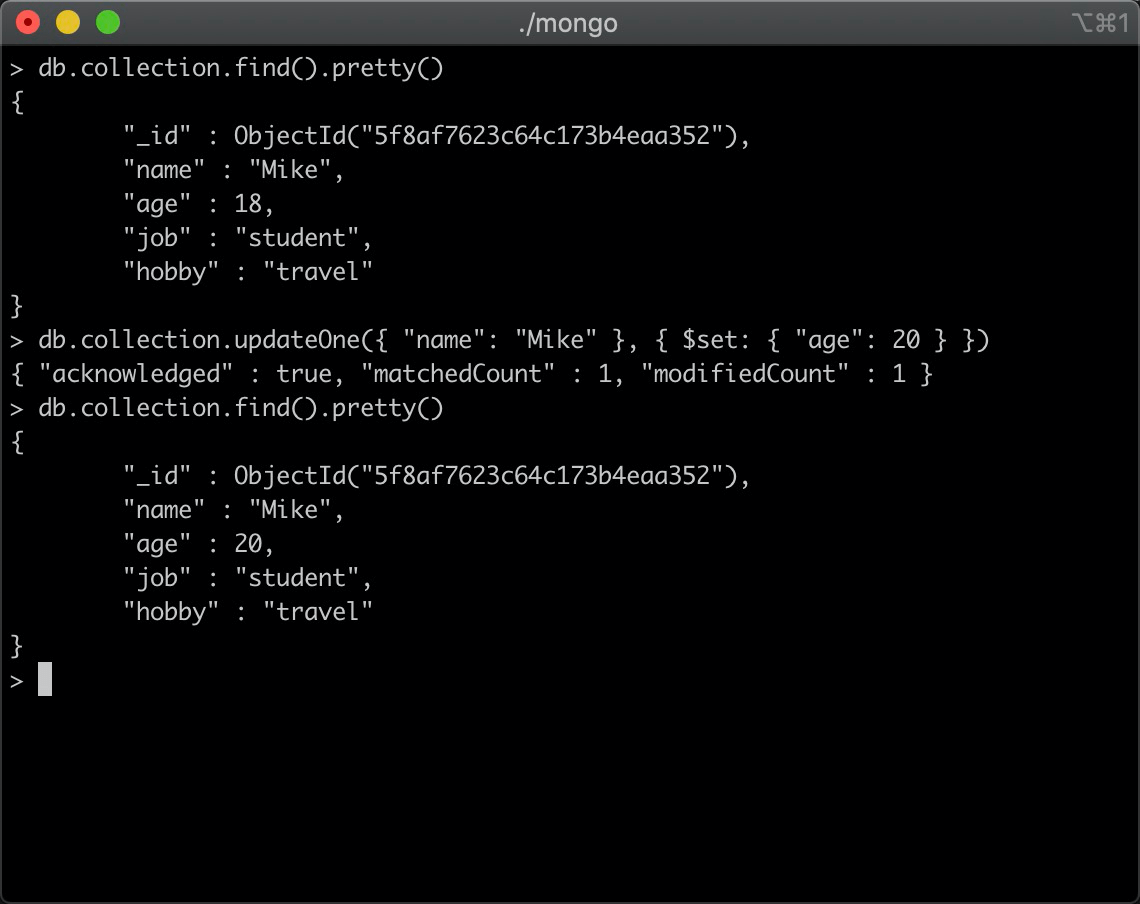 ./mongo
⌥⌘1
> db.collection.find().pretty()
{
        "_id" : ObjectId("5f8af7623c64c173b4eaa352"),
        "name" : "Mike",
        "age" : 18,
        "job" : "student",
        "hobby" : "travel"
}
> db.collection.updateOne({ "name": "Mike" }, { $set: { "age": 20 } })
{ "acknowledged" : true, "matchedCount" : 1, "modifiedCount" : 1 }
> db.collection.find().pretty()
{
        "_id" : ObjectId("5f8af7623c64c173b4eaa352"),
        "name" : "Mike",
        "age" : 20,
        "job" : "student",
        "hobby" : "travel"
}
>